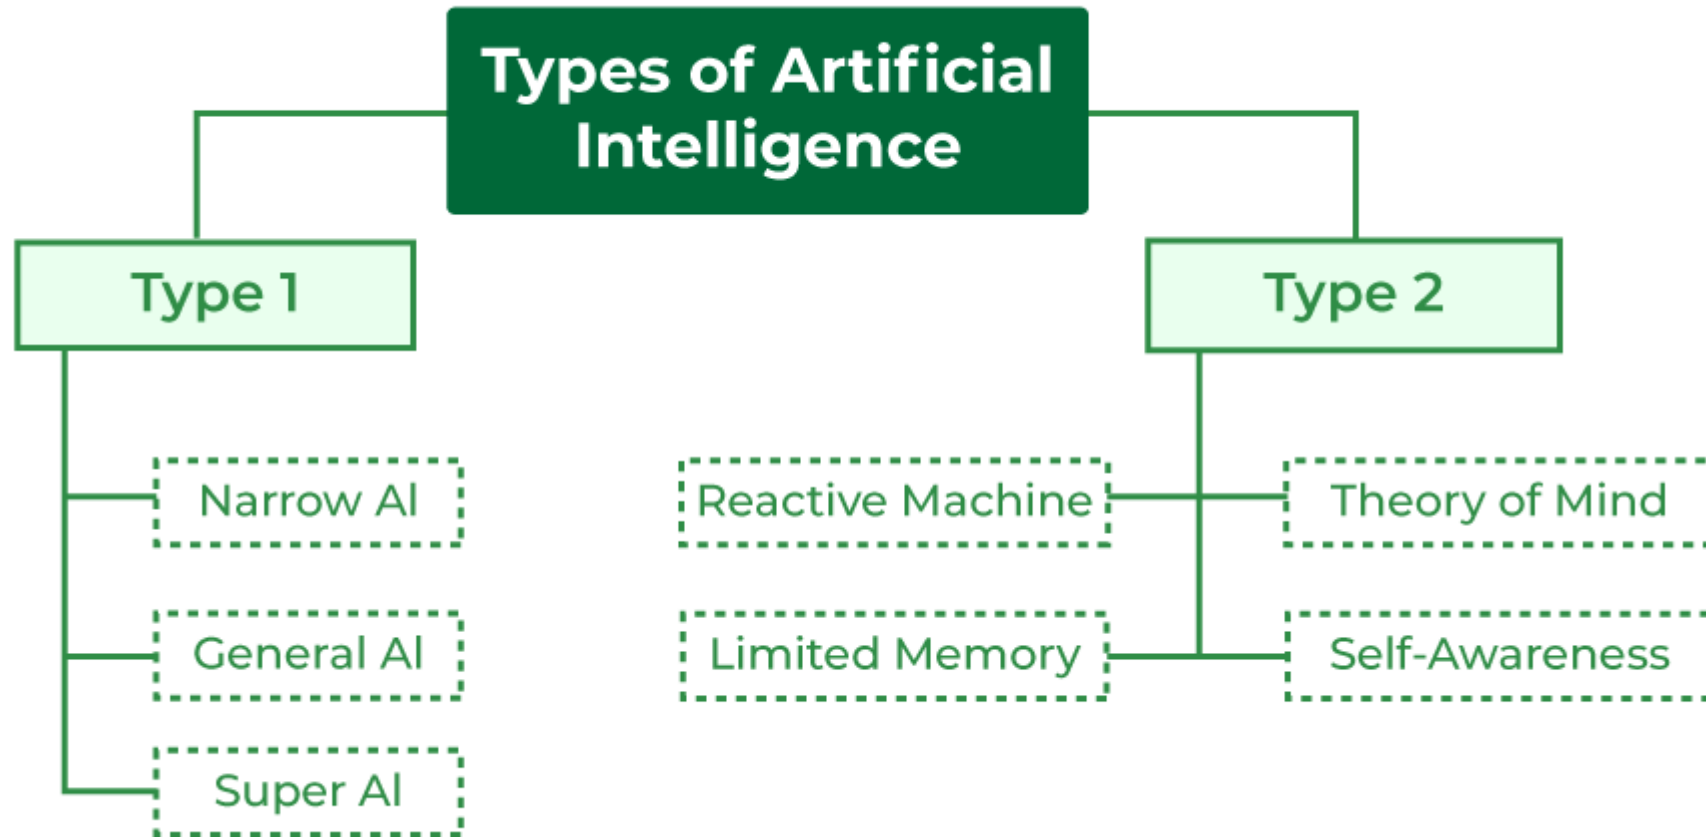 Types of Artificial
Intelligence
Type 1
Type 2
Narrow AI
General AI
Super AI
Reactive Machine
Theory of Mind
Limited Memory
Self-Awareness